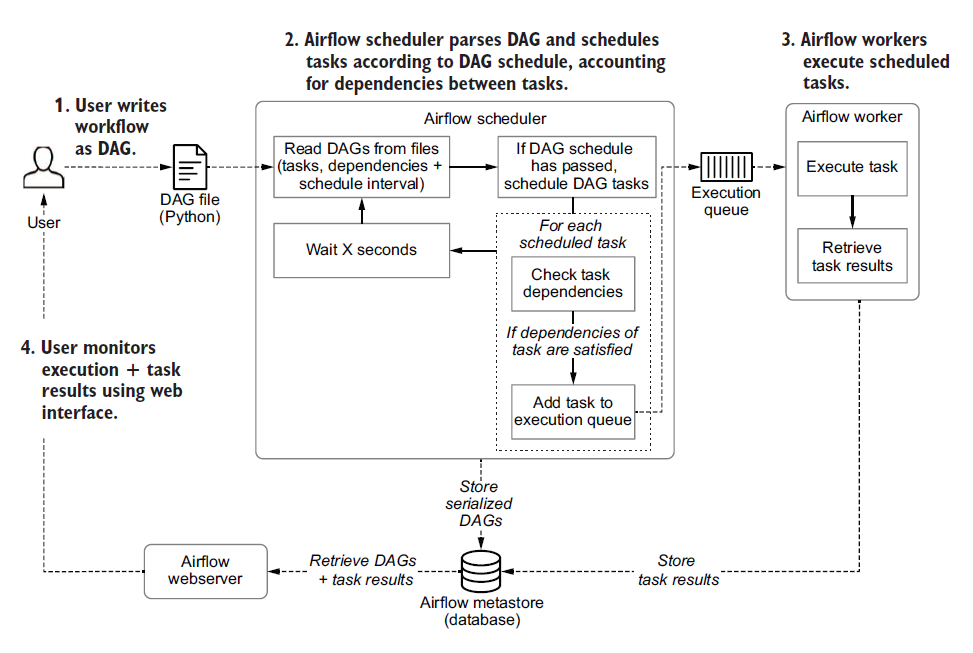 2. Airflow scheduler parses DAG and schedules
tasks according to DAG schedule, accounting
for dependencies between tasks.
3. Airflow workers
execute scheduled
tasks.
1. User writes
workflow
as DAG.
Airflow scheduler
Airflow worker
Read DAGs from files
(tasks, dependencies +
schedule interval)
If DAG schedule
has passed,
schedule DAG tasks
Execute task
User
DAG file
(Python)
Execution
queue
Wait X seconds
For each
scheduled task
Check task
dependencies
Retrieve
task results
If dependencies of
task are satisfied
Add task to
execution queue
4. User monitors
execution + task
results using web
interface.
Store
serialized
DAGs
Airflow
webserver
Retrieve DAGs
+ task results
Store
task results
Airflow metastore
(database)